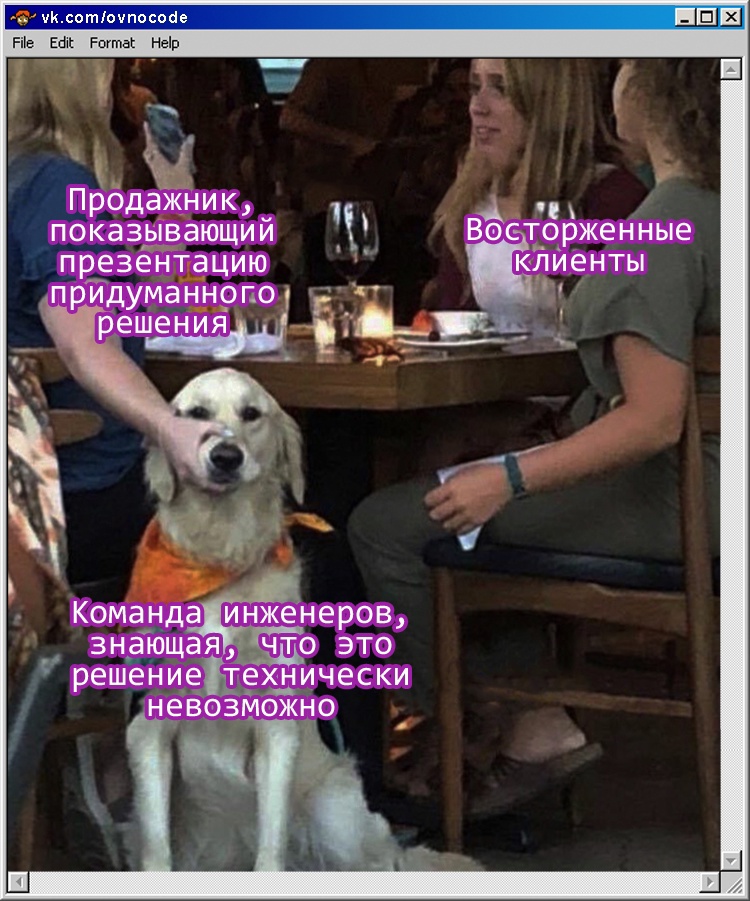 vk.com/ovnocode
File Edit Format Help
Продажник,
показывающий
презентацию
придуманного
решения
Восторженные
клиенты
Команда инженеров,
знающая, что это
решение технически
невозможно